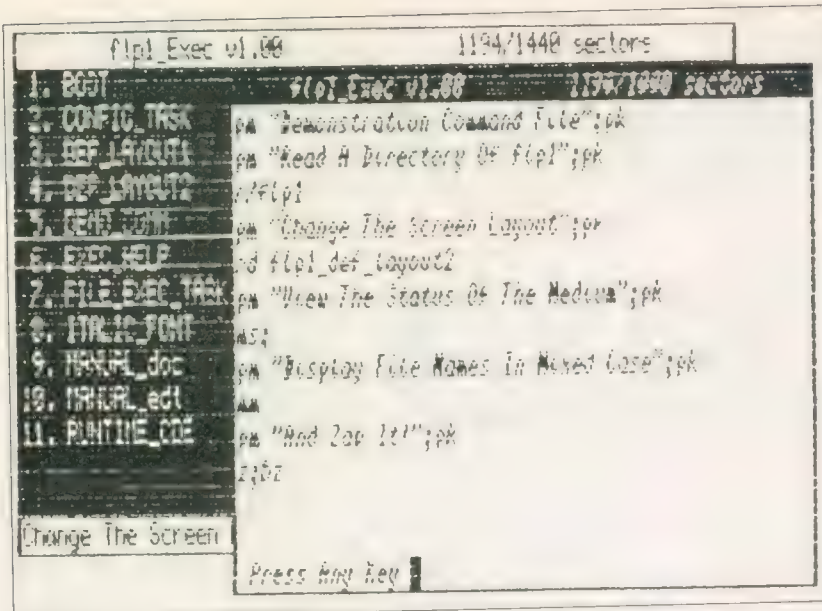 flp1_Exec v1.00 1194/1440 sectors
flp1_Exec v1.00 1194/1440 sectors
1. BOOT
2. CONFIG_TASK
3. DEF_LAYOUT1
4. DEF_LAYOUT2
5. DEMO_COMM
6. EXEC_HELP
7. FILE_EXEC_TASK
8. ITALIC_FONT
9. MANUAL_doc
10. MANUAL_edt
11. RUNTIME_CDE
Change The Screen
pm "Demonstration Command File";pk
pm "Read A Directory Of flp1";pk
r/flp1
pm "Change The Screen Layout";pk
flp1_def_layout2
pm "View The Status Of The Medium";pk
ms;
pm "Display File Names In Mixed Case";pk
mm
pm "And Zap It!";pk
z;bz
Press Any Key